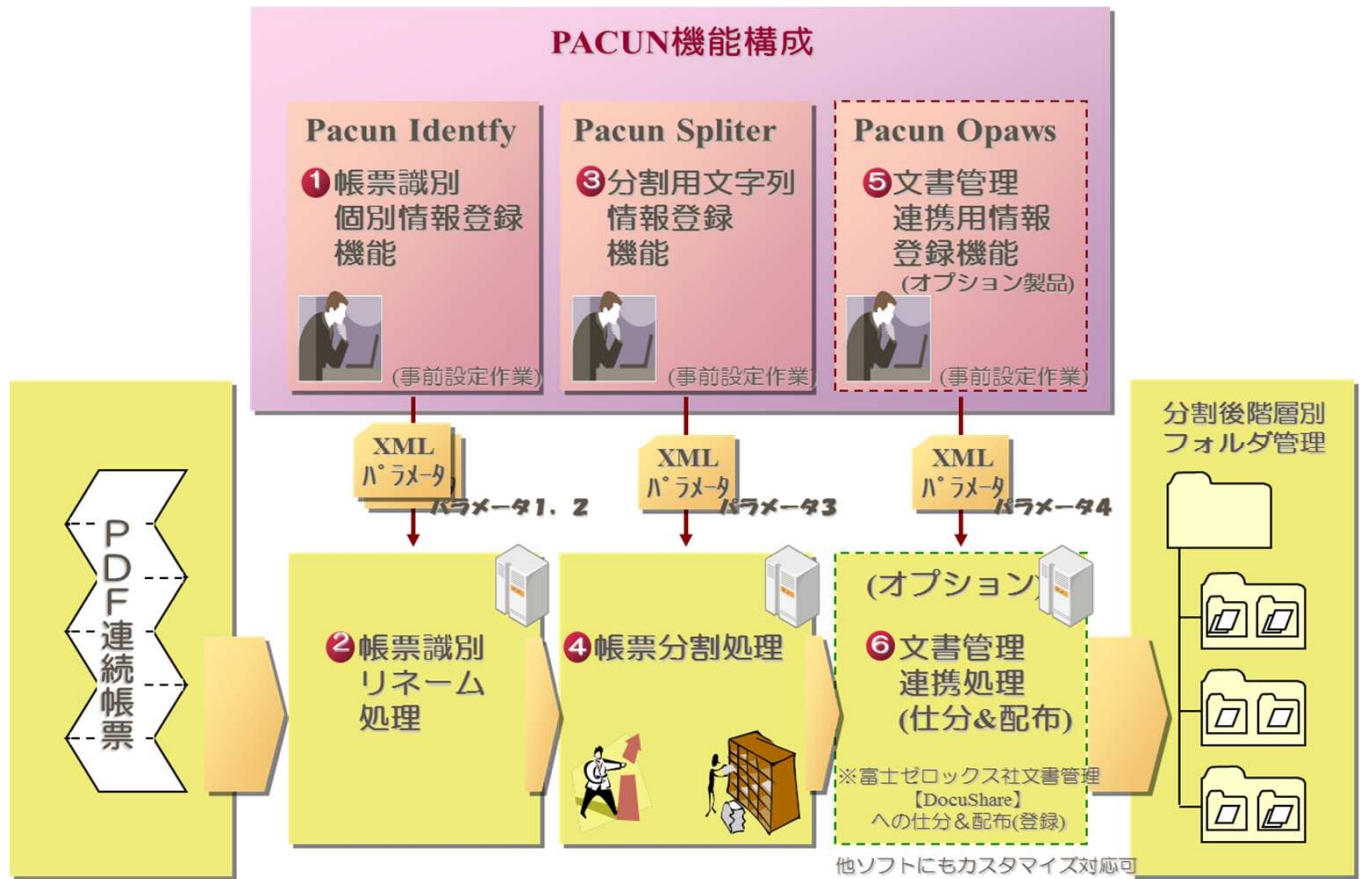 PACUN機能構成
Pacun Identfy
❶帳票識別
個別情報登録
機能
(事前設定作業)
Pacun Spliter
❸分割用文字列
情報登録
機能
(事前設定作業)
Pacun Opaws
❺文書管理
連携用情報
登録機能
(オプション製品)
(事前設定作業)
XML
ﾊﾟﾗﾒｰﾀ
パラメータ1．2
XML
ﾊﾟﾗﾒｰﾀ
パラメータ3
XML
ﾊﾟﾗﾒｰﾀ
パラメータ4
PDF連続帳票
❷帳票識別
リネーム
処理
❹帳票分割処理
(オプション)
❻文書管理
連携処理
(仕分&配布)
※富士ゼロックス社文書管理
【DocuShare】
への仕分&配布(登録)
他ソフトにもカスタマイズ対応可
分割後階層別
フォルダ管理